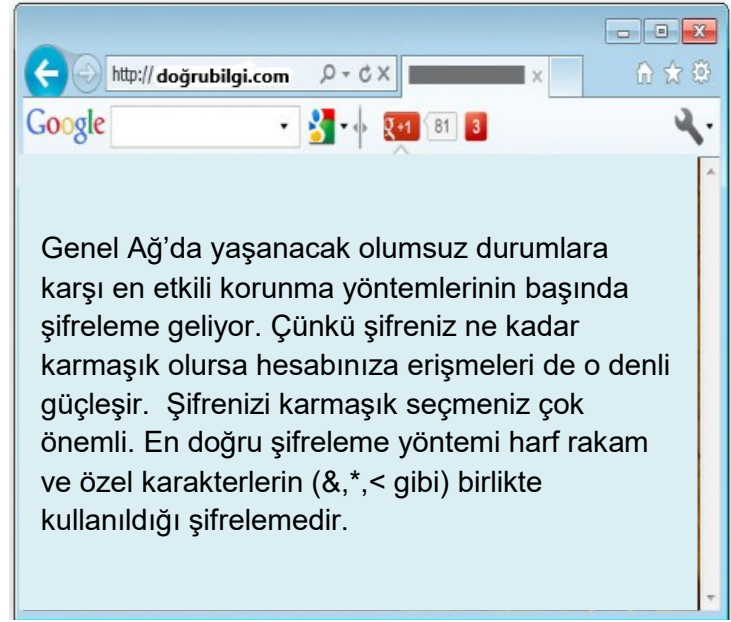 http:// doğrubilgi.com
Google
g+1 81 3
Genel Ağ’da yaşanacak olumsuz durumlara
karşı en etkili korunma yöntemlerinin başında
şifreleme geliyor. Çünkü şifreniz ne kadar
karmaşık olursa hesabınıza erişmeleri de o denli
güçleşir.  Şifrenizi karmaşık seçmeniz çok
önemli. En doğru şifreleme yöntemi harf rakam
ve özel karakterlerin (&,*,< gibi) birlikte
kullanıldığı şifrelemedir.